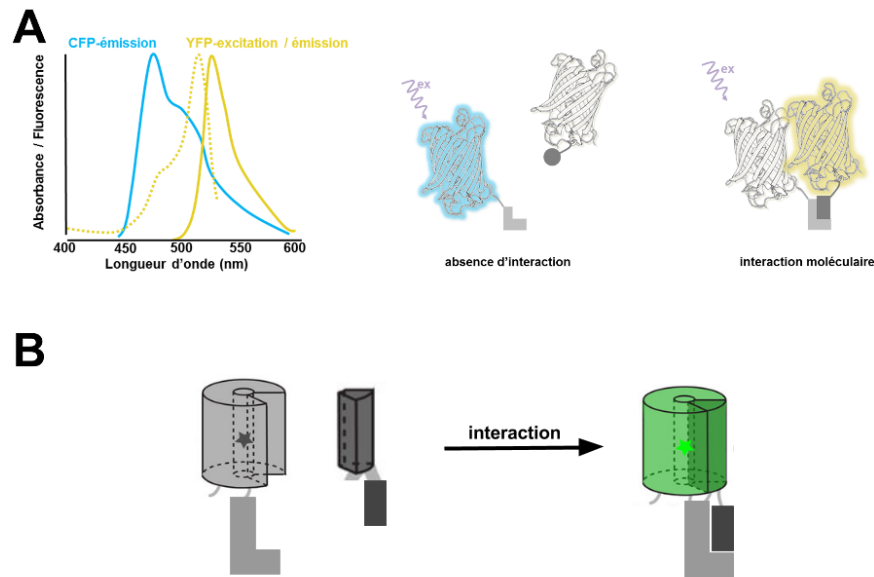 A
CFP-émission
YFP-excitation / émission
Absorbance / Fluorescence
400
450
500
550
600
Longueur d’onde (nm)
ex
absence d’interaction
ex
interaction moléculaire
B
interaction